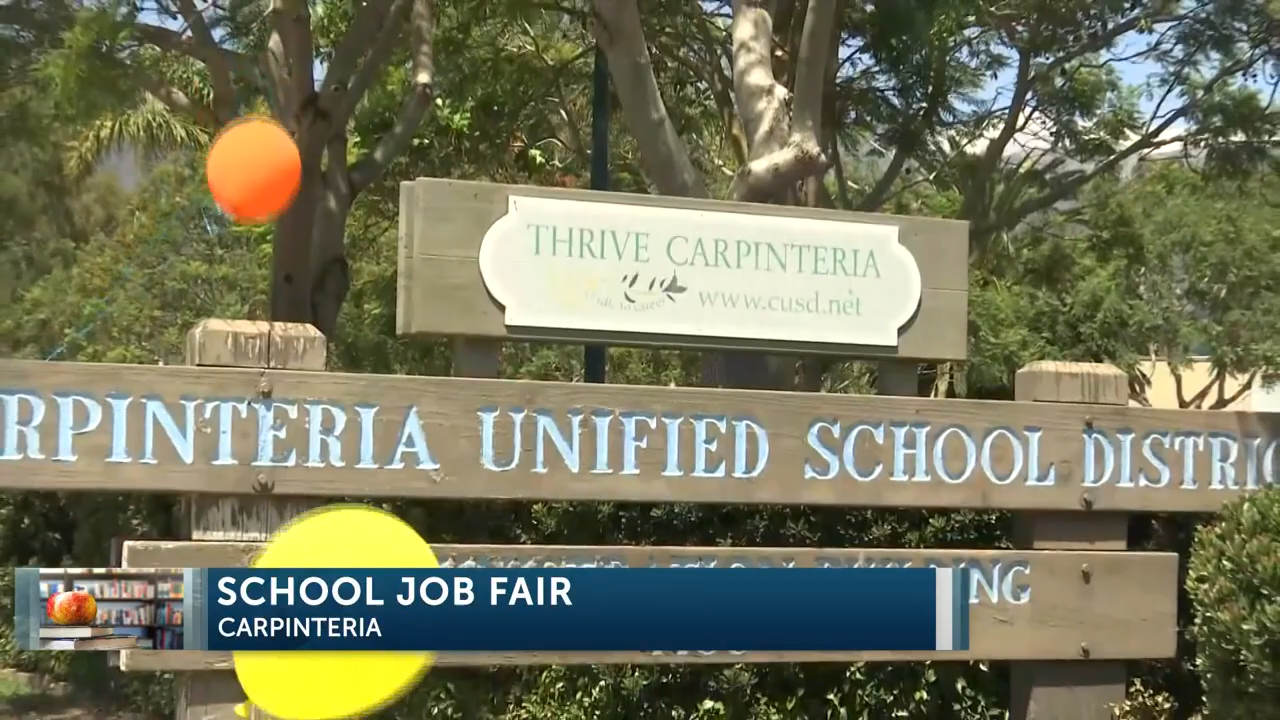 THRIVE CARPINTERIA
www.cusd.net
RPINTERIA UNIFIED SCHOOL DISTRIC
SCHOOL JOB FAIR
CARPINTERIA